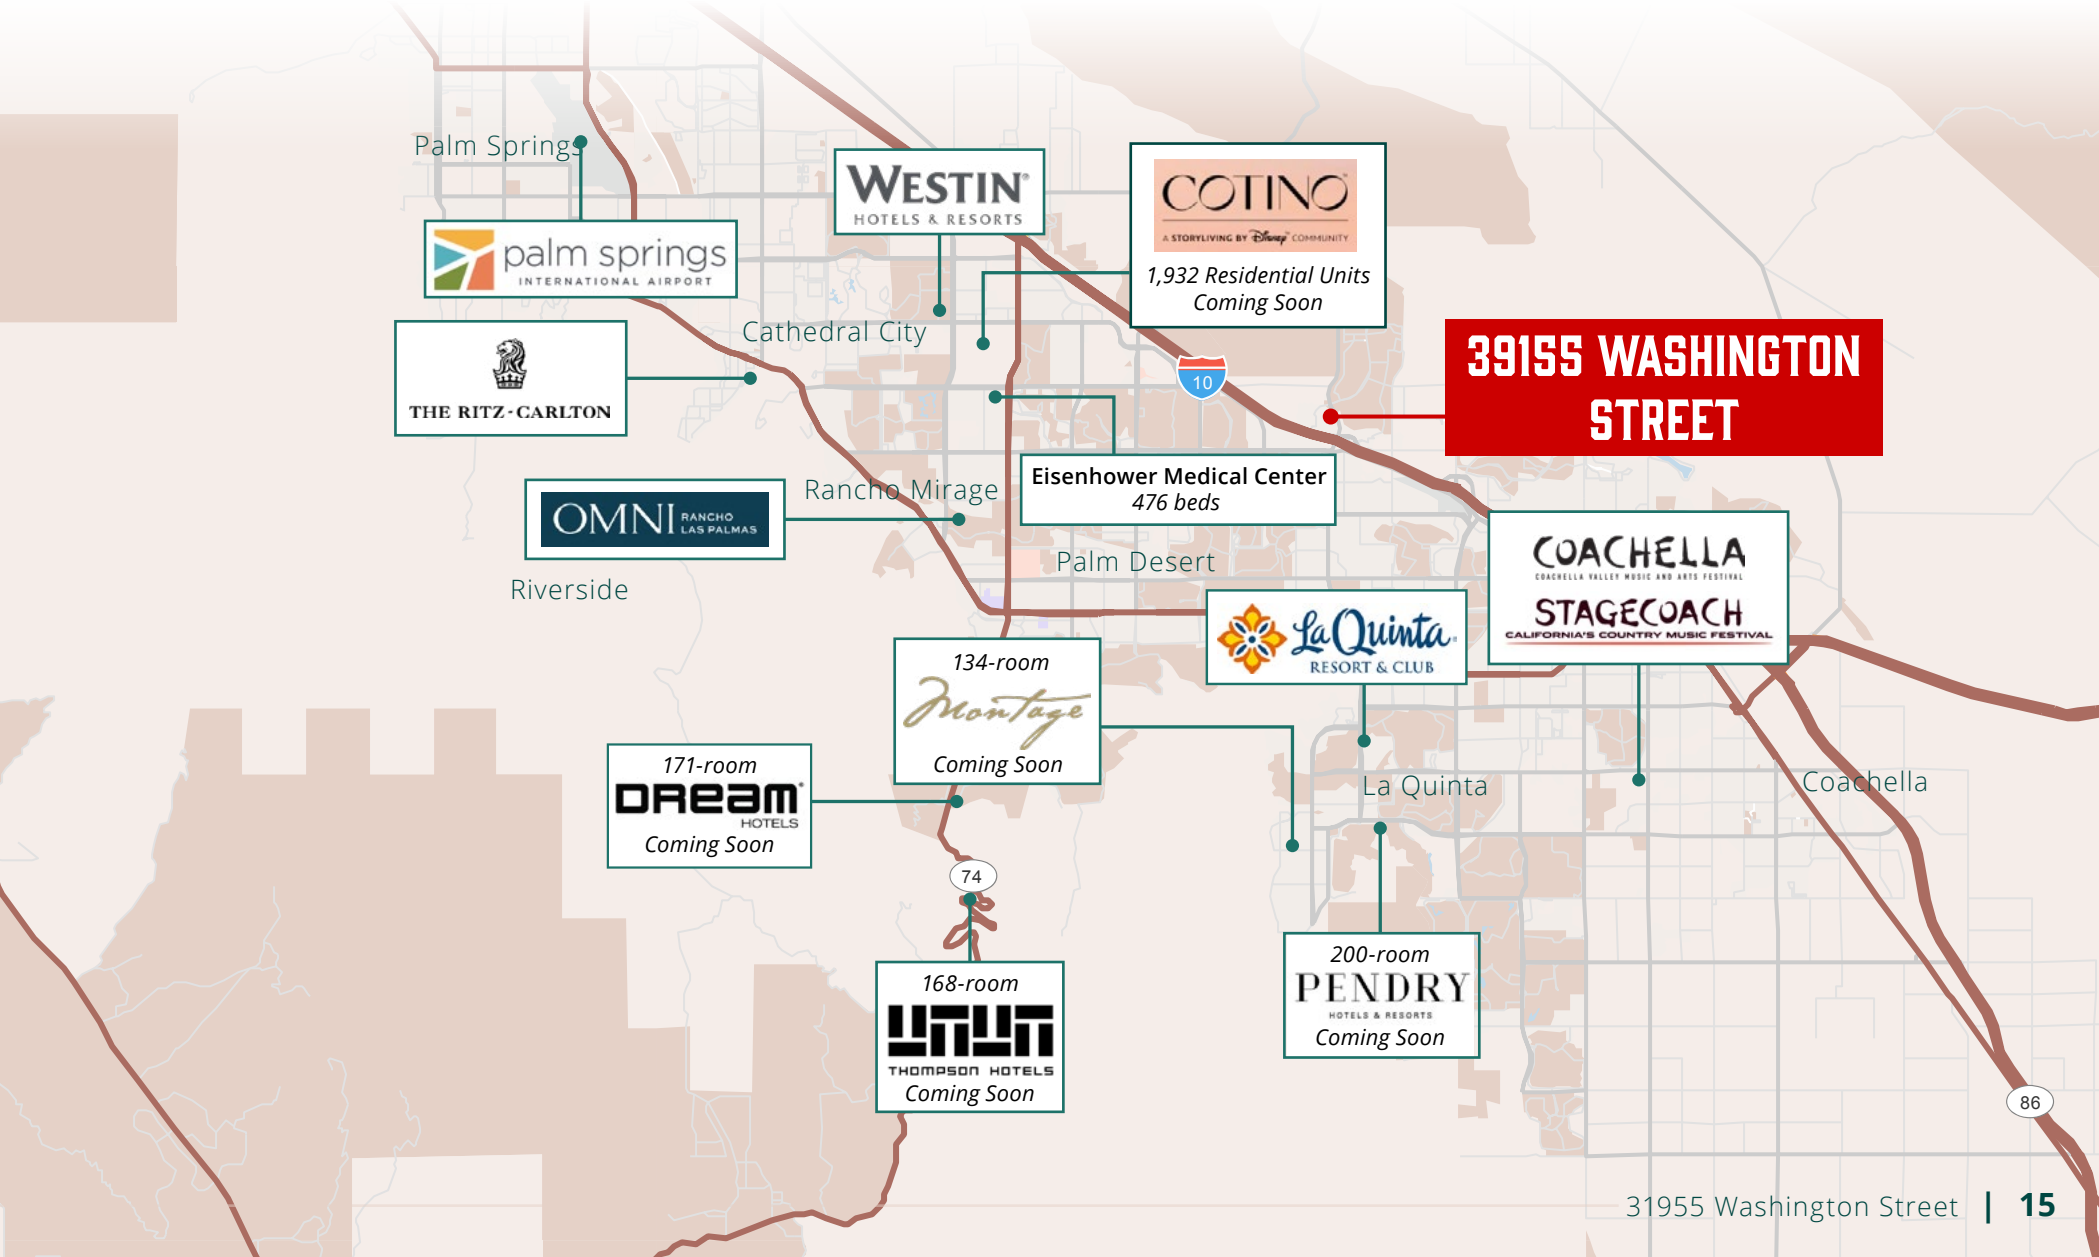 Palm Springs
palm springs
INTERNATIONAL AIRPORT
WESTIN®
HOTELS & RESORTS
COTINO™
A STORYLIVING BY Disney™ COMMUNITY
1,932 Residential Units
Coming Soon
Cathedral City
THE RITZ-CARLTON
10
39155 WASHINGTON
STREET
Eisenhower Medical Center
476 beds
Rancho Mirage
OMNI RANCHO
LAS PALMAS
Riverside
Palm Desert
COACHELLA
COACHELLA VALLEY MUSIC AND ARTS FESTIVAL
STAGECOACH
CALIFORNIA'S COUNTRY MUSIC FESTIVAL
La Quinta®
RESORT & CLUB
134-room
Montage
Coming Soon
171-room
DREAM®
HOTELS
Coming Soon
La Quinta
Coachella
74
168-room
THOMPSON HOTELS
Coming Soon
200-room
PENDRY
HOTELS & RESORTS
Coming Soon
86
31955 Washington Street | 15